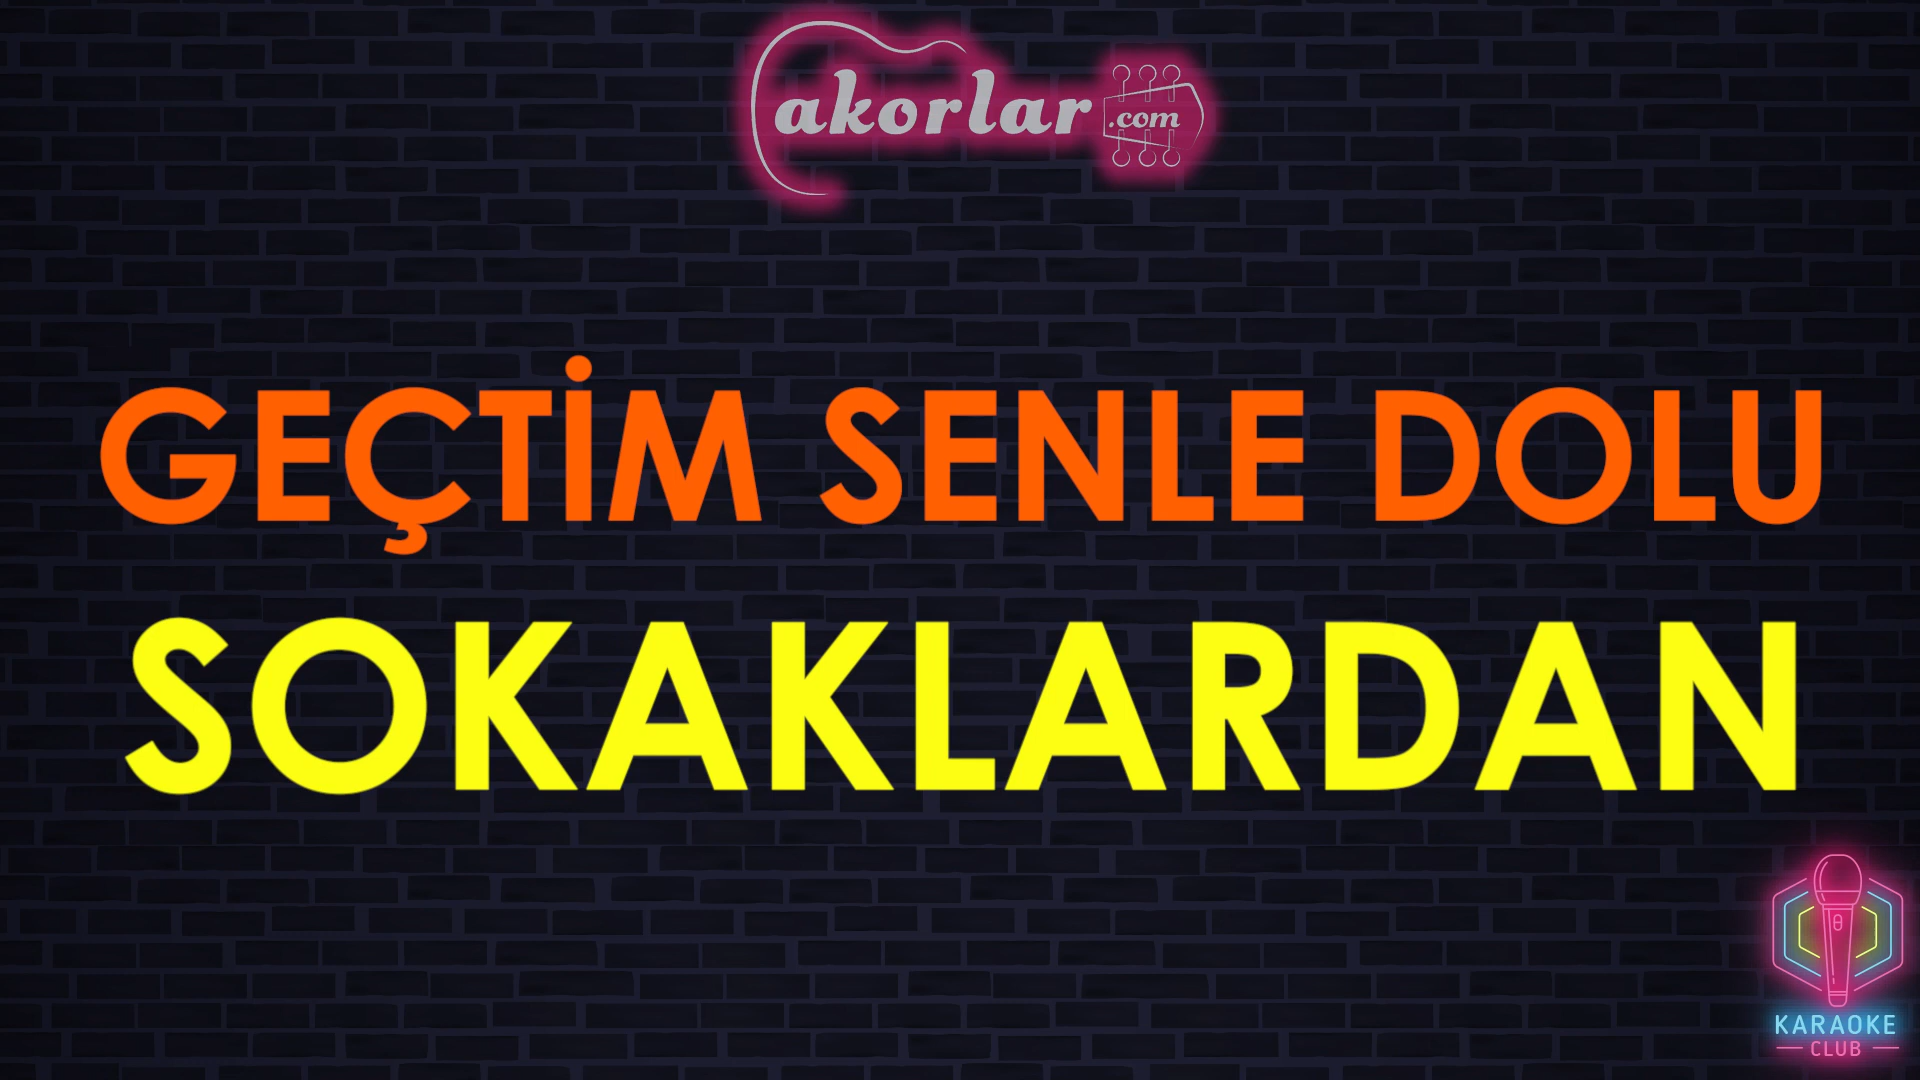 akorlar.com
GEÇTİM SENLE DOLU
SOKAKLARDAN
KARAOKE
CLUB